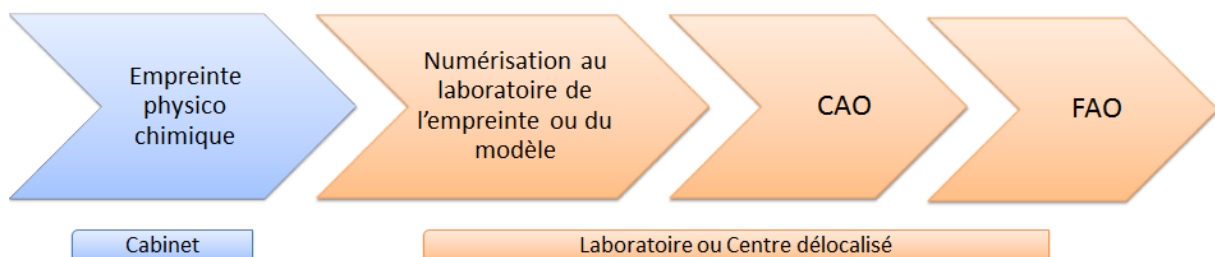 Empreinte
physico
chimique
Numérisation au
laboratoire de
l'empreinte ou du
modèle
CAO
FAO
Cabinet
Laboratoire ou Centre délocalisé